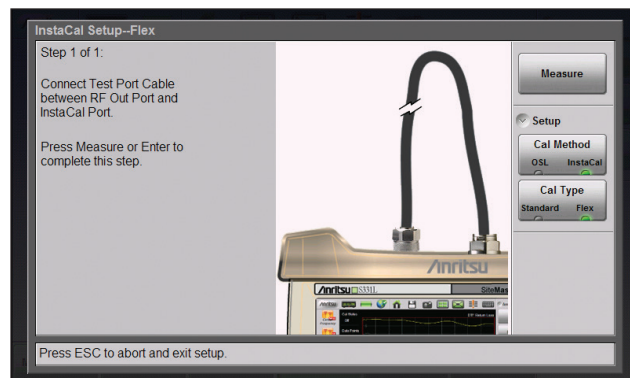 InstaCal Setup--Flex
Step 1 of 1:
Connect Test Port Cable
between RF Out Port and
InstaCal Port.
Press Measure or Enter to
complete this step.
Measure
Setup
Cal Method
OSL InstaCal
Cal Type
Standard Flex
Anritsu
Anritsu S331L
SiteMas
Press ESC to abort and exit setup.